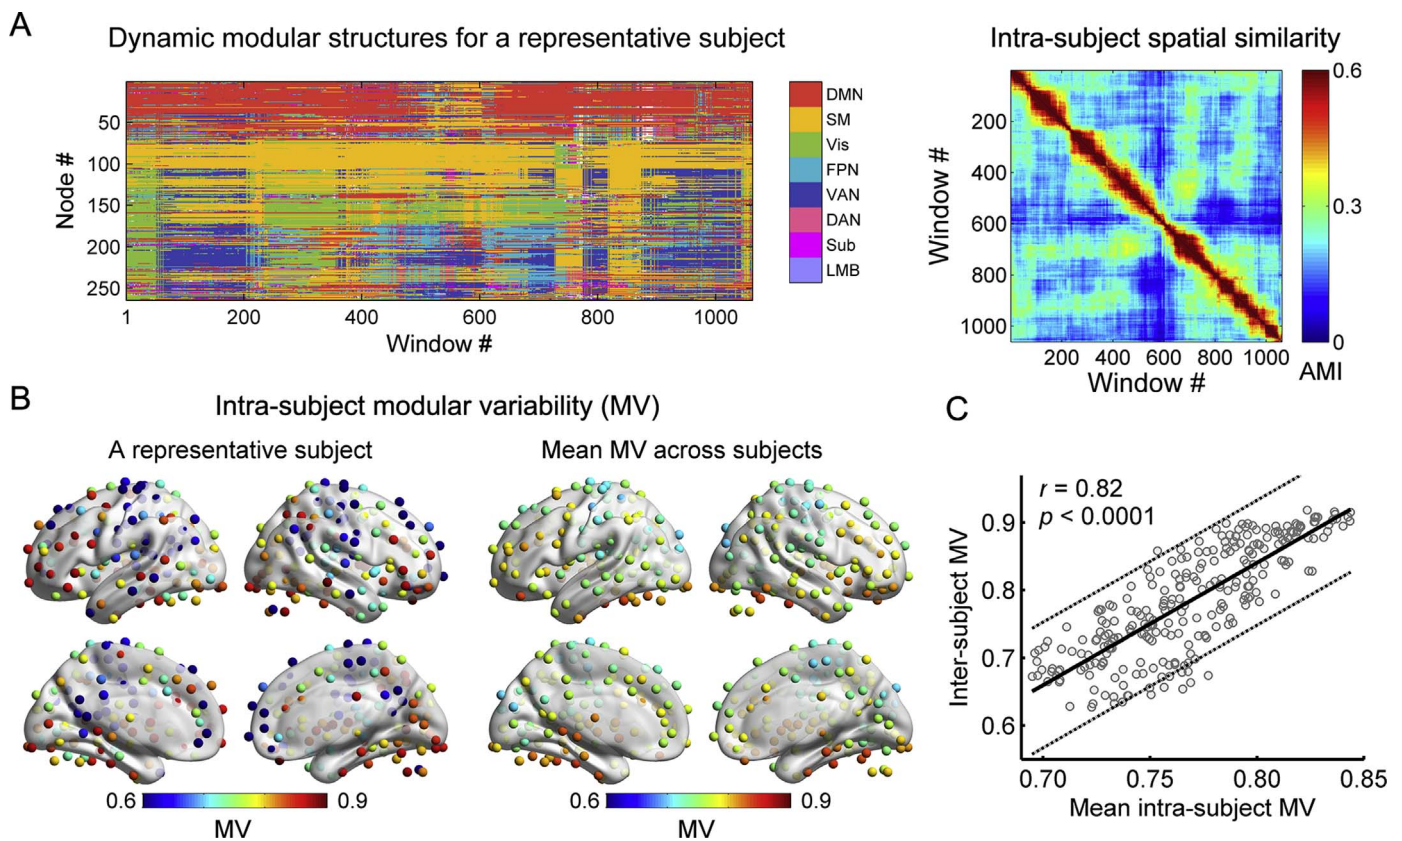 A
Dynamic modular structures for a representative subject
Node #
50
100
150
200
250
1 200 400 600 800 1000
Window #
DMN
SM
Vis
FPN
VAN
DAN
Sub
LMB
Intra-subject spatial similarity
Window #
200
400
600
800
1000
200 400 600 800 1000
Window #
0.6
0.3
0
AMI
B
Intra-subject modular variability (MV)
A representative subject
Mean MV across subjects
0.6 0.9
MV
0.6 0.9
MV
C
r = 0.82
p < 0.0001
Inter-subject MV
0.9
0.8
0.7
0.6
0.70 0.75 0.80 0.85
Mean intra-subject MV